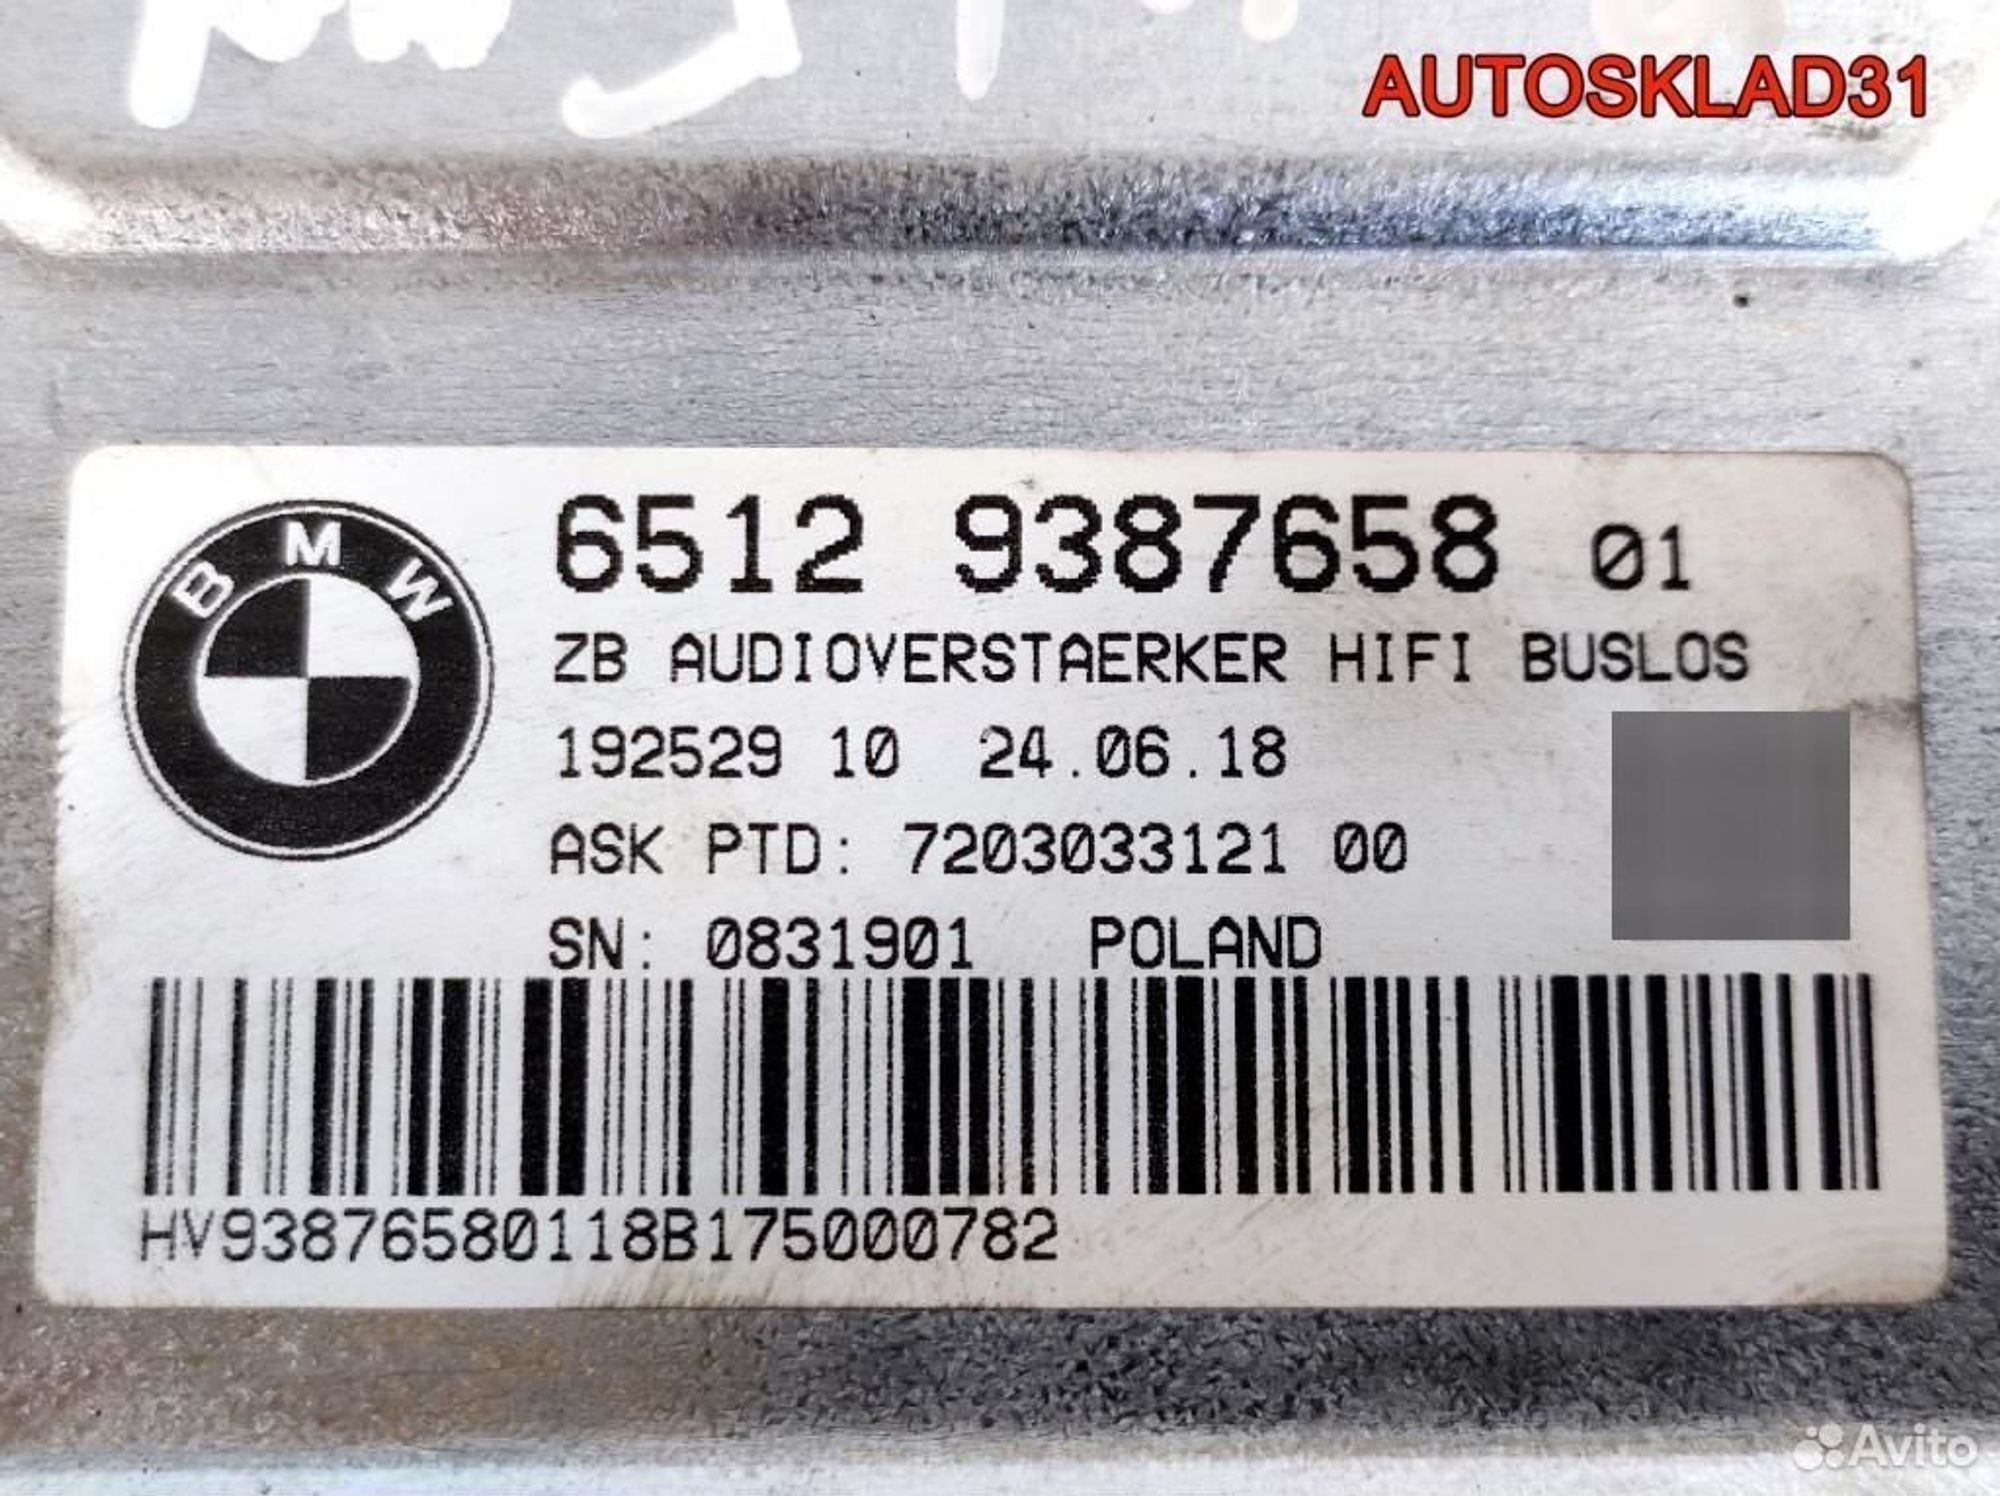 AUTOSKLAD31
BMW
6512 9387658 01
ZB AUDIOVERSTAERKER HIFI BUSLOS
192529 10 24.06.18
ASK PTD: 7203033121 00
SN: 0831901 POLAND
HV93876580118B175000782
Avito